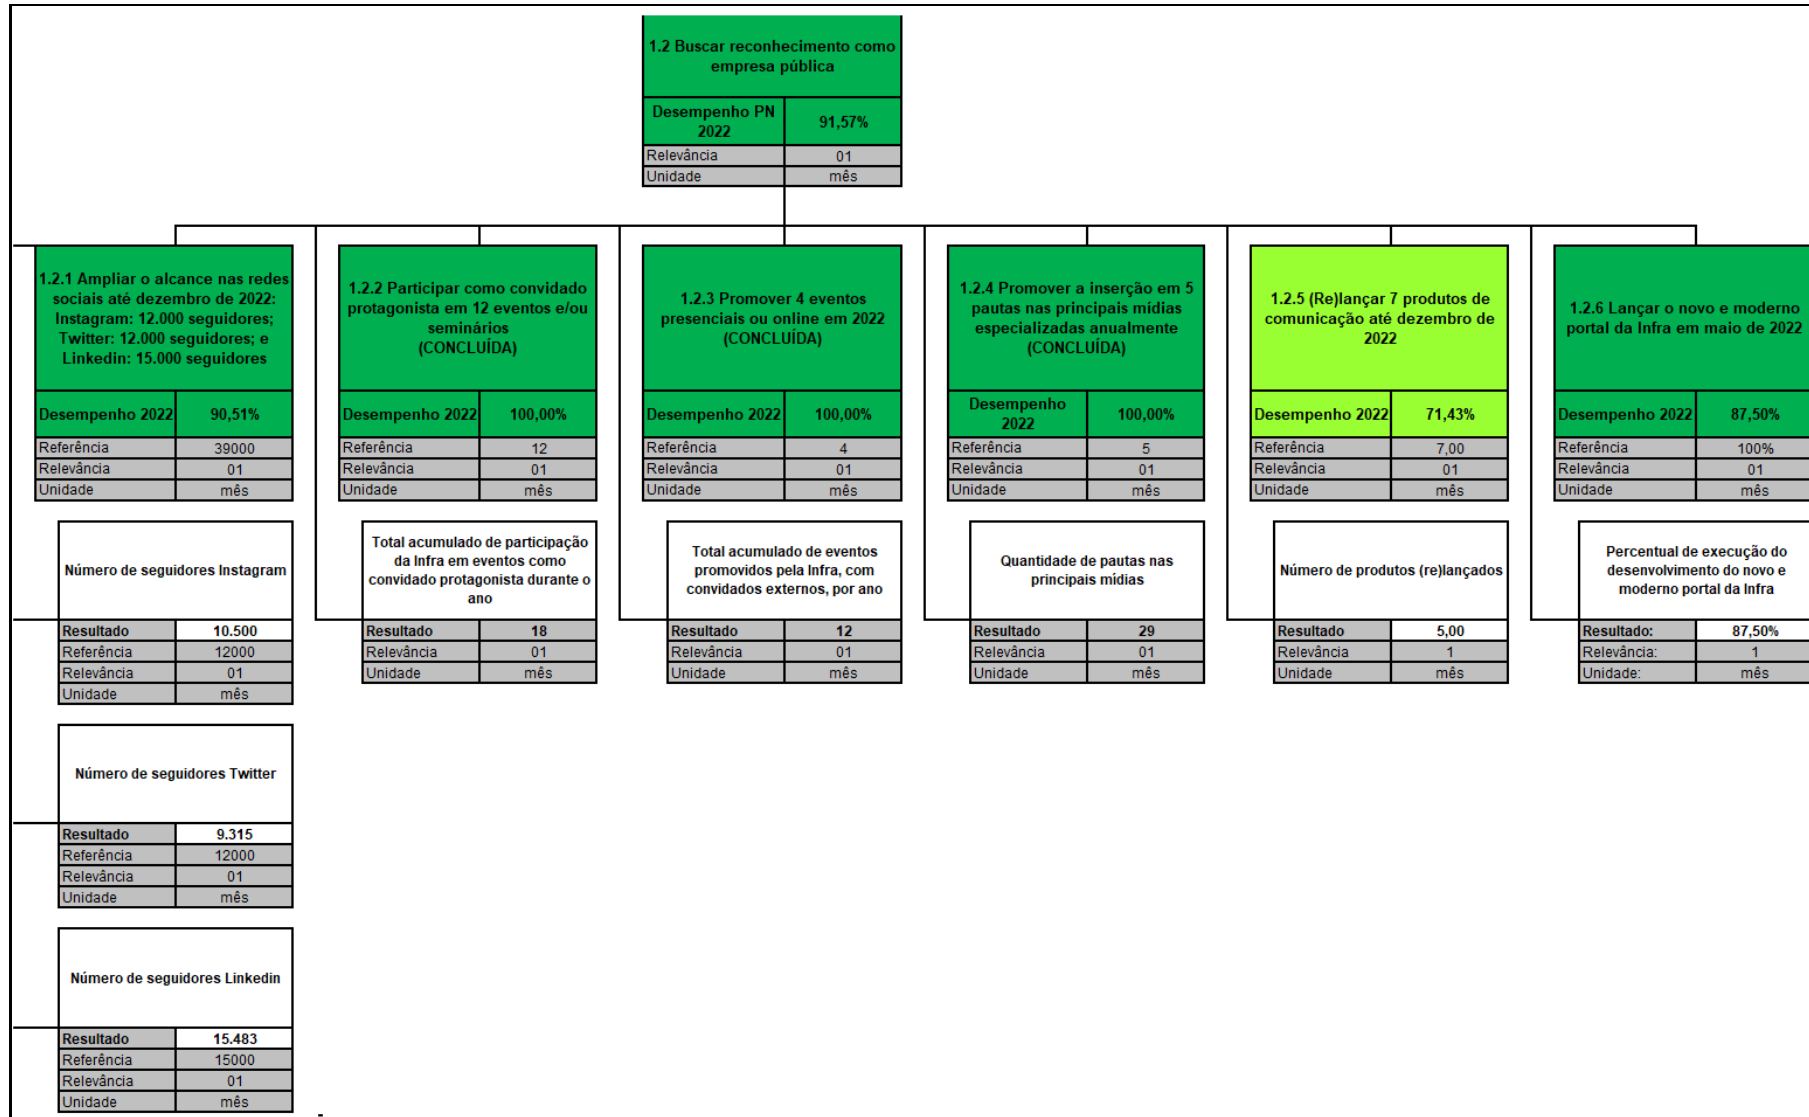 1.2 Buscar reconhecimento como
empresa pública
Desempenho PN
2022
91,57%
Relevância 01
Unidade mês
1.2.1 Ampliar o alcance nas redes
sociais até dezembro de 2022:
Instagram: 12.000 seguidores;
Twitter: 12.000 seguidores; e
Linkedin: 15.000 seguidores
Desempenho 2022 90,51%
Referência 39000
Relevância 01
Unidade mês
Número de seguidores Instagram
Resultado 10.500
Referência 12000
Relevância 01
Unidade mês
Número de seguidores Twitter
Resultado 9.315
Referência 12000
Relevância 01
Unidade mês
Número de seguidores Linkedin
Resultado 15.483
Referência 15000
Relevância 01
Unidade mês
1.2.2 Participar como convidado
protagonista em 12 eventos e/ou
seminários
(CONCLUÍDA)
Desempenho 2022 100,00%
Referência 12
Relevância 01
Unidade mês
Total acumulado de participação
da Infra em eventos como
convidado protagonista durante o
ano
Resultado 18
Relevância 01
Unidade mês
1.2.3 Promover 4 eventos
presenciais ou online em 2022
(CONCLUÍDA)
Desempenho 2022 100,00%
Referência 4
Relevância 01
Unidade mês
Total acumulado de eventos
promovidos pela Infra, com
convidados externos, por ano
Resultado 12
Relevância 01
Unidade mês
1.2.4 Promover a inserção em 5
pautas nas principais mídias
especializadas anualmente
(CONCLUÍDA)
Desempenho
2022
100,00%
Referência 5
Relevância 01
Unidade mês
Quantidade de pautas nas
principais mídias
Resultado 29
Relevância 01
Unidade mês
1.2.5 (Re)lançar 7 produtos de
comunicação até dezembro de
2022
Desempenho 2022 71,43%
Referência 7,00
Relevância 01
Unidade mês
Número de produtos (re)lançados
Resultado 5,00
Relevância 1
Unidade mês
1.2.6 Lançar o novo e moderno
portal da Infra em maio de 2022
Desempenho 2022 87,50%
Referência 100%
Relevância 01
Unidade mês
Percentual de execução do
desenvolvimento do novo e
moderno portal da Infra
Resultado: 87,50%
Relevância: 1
Unidade: mês